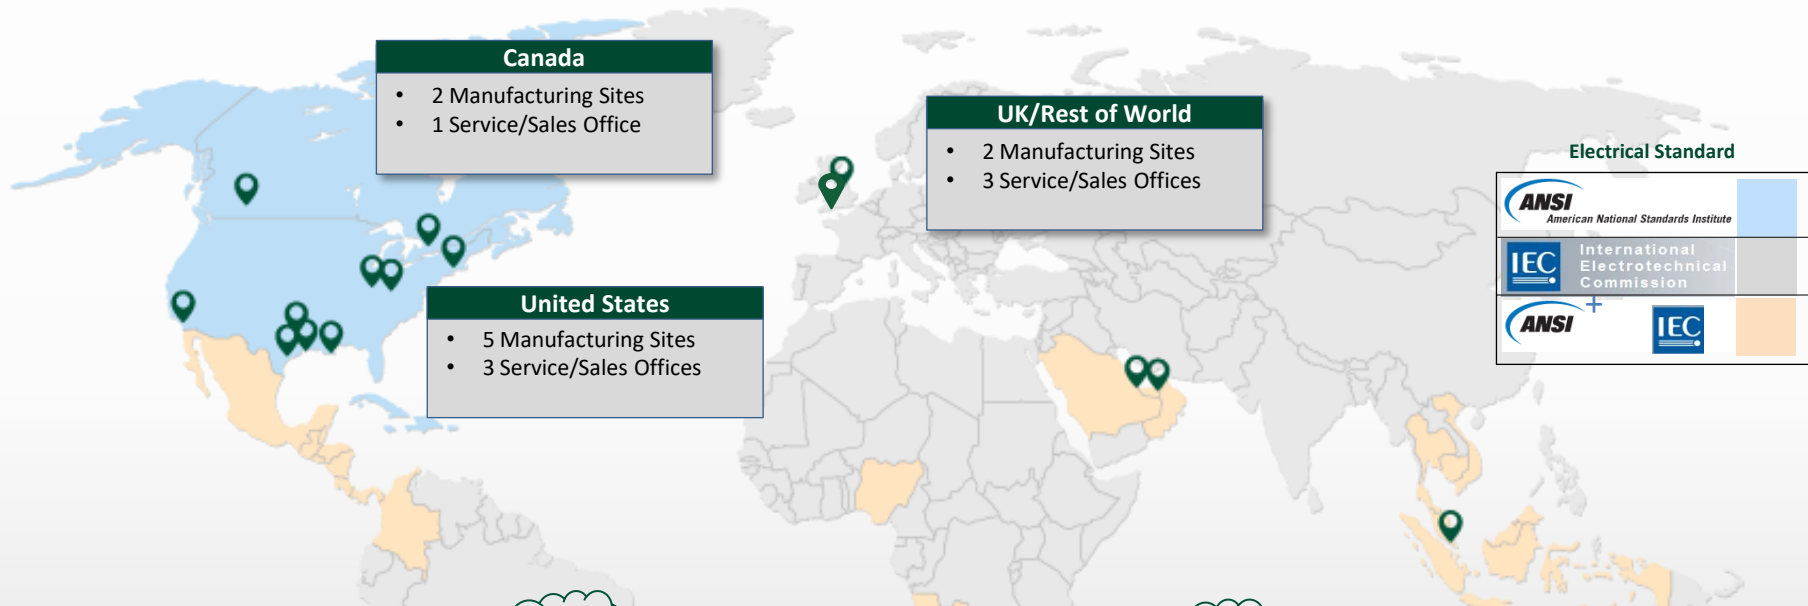 Canada
• 2 Manufacturing Sites
• 1 Service/Sales Office
UK/Rest of World
• 2 Manufacturing Sites
• 3 Service/Sales Offices
United States
• 5 Manufacturing Sites
• 3 Service/Sales Offices
Electrical Standard
ANSI
American National Standards Institute
IEC
International
Electrotechnical
Commission
ANSI + IEC